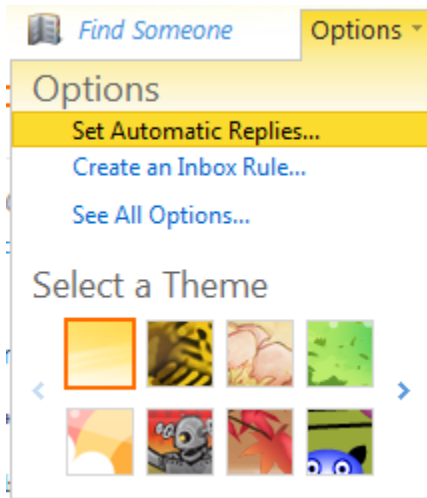 Find Someone
Options
Options
Set Automatic Replies...
Create an Inbox Rule...
See All Options...
Select a Theme